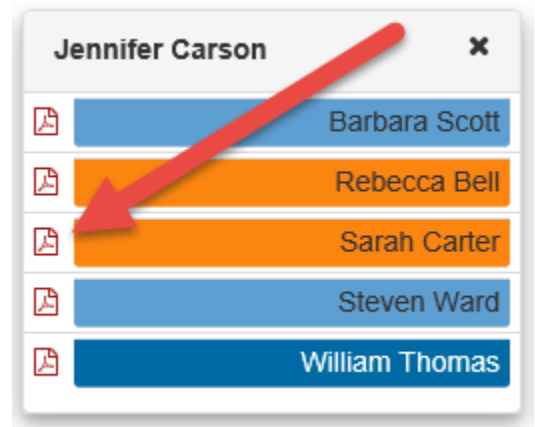 Jennifer Carson
Barbara Scott
Rebecca Bell
Sarah Carter
Steven Ward
William Thomas